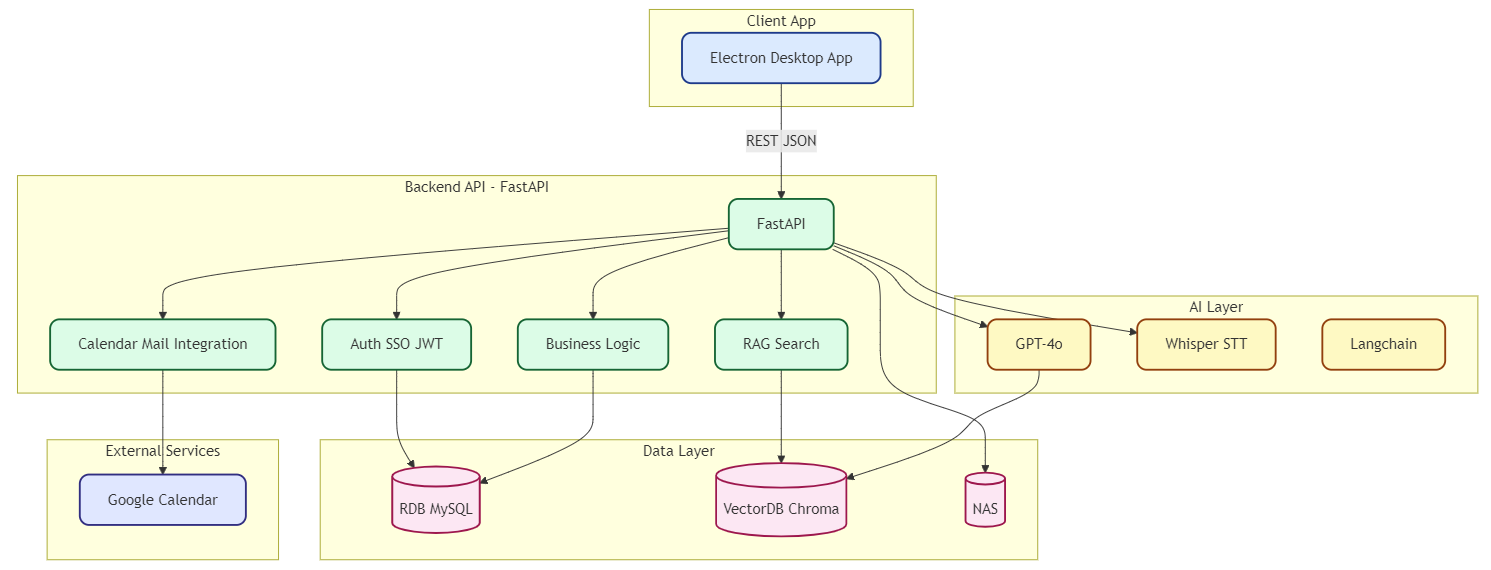 Client App
Electron Desktop App
REST JSON
Backend API - FastAPI
FastAPI
AI Layer
Calendar Mail Integration
Auth SSO JWT
Business Logic
RAG Search
GPT-4o
Whisper STT
Langchain
External Services
Data Layer
Google Calendar
RDB MySQL
VectorDB Chroma
NAS